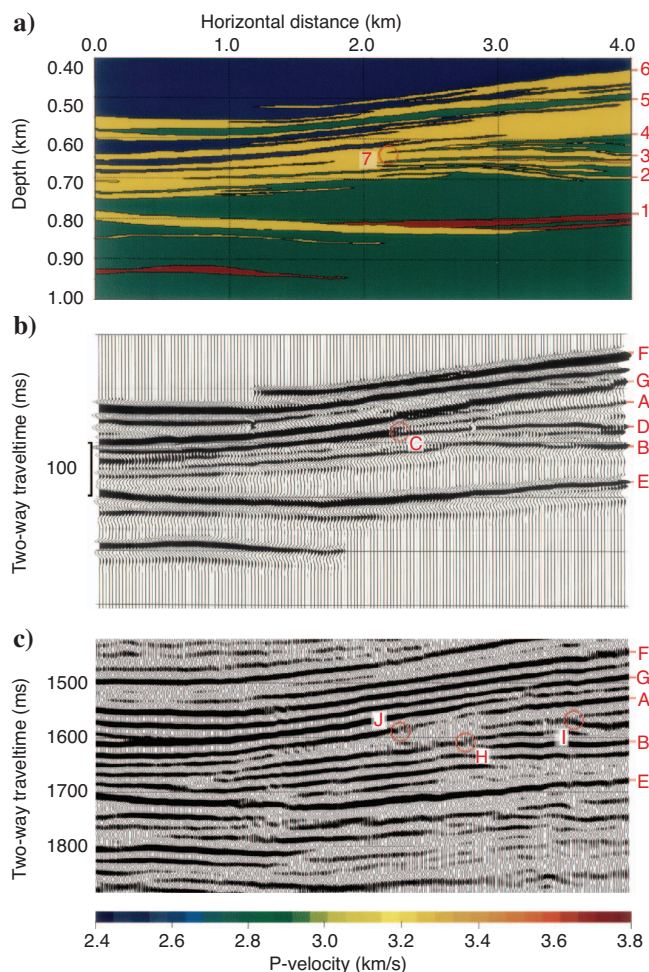 a)
Horizontal distance (km)
0.0 1.0 2.0 3.0 4.0
Depth (km)
0.40
0.50
0.60
0.70
0.80
0.90
1.00
6
5
4
3
2
1
7
b)
Two-way traveltime (ms)
100
F
G
A
D
B
E
C
c)
Two-way traveltime (ms)
1500
1600
1700
1800
F
G
A
B
E
J
H
I
2.4 2.6 2.8 3.0 3.2 3.4 3.6 3.8
P-velocity (km/s)